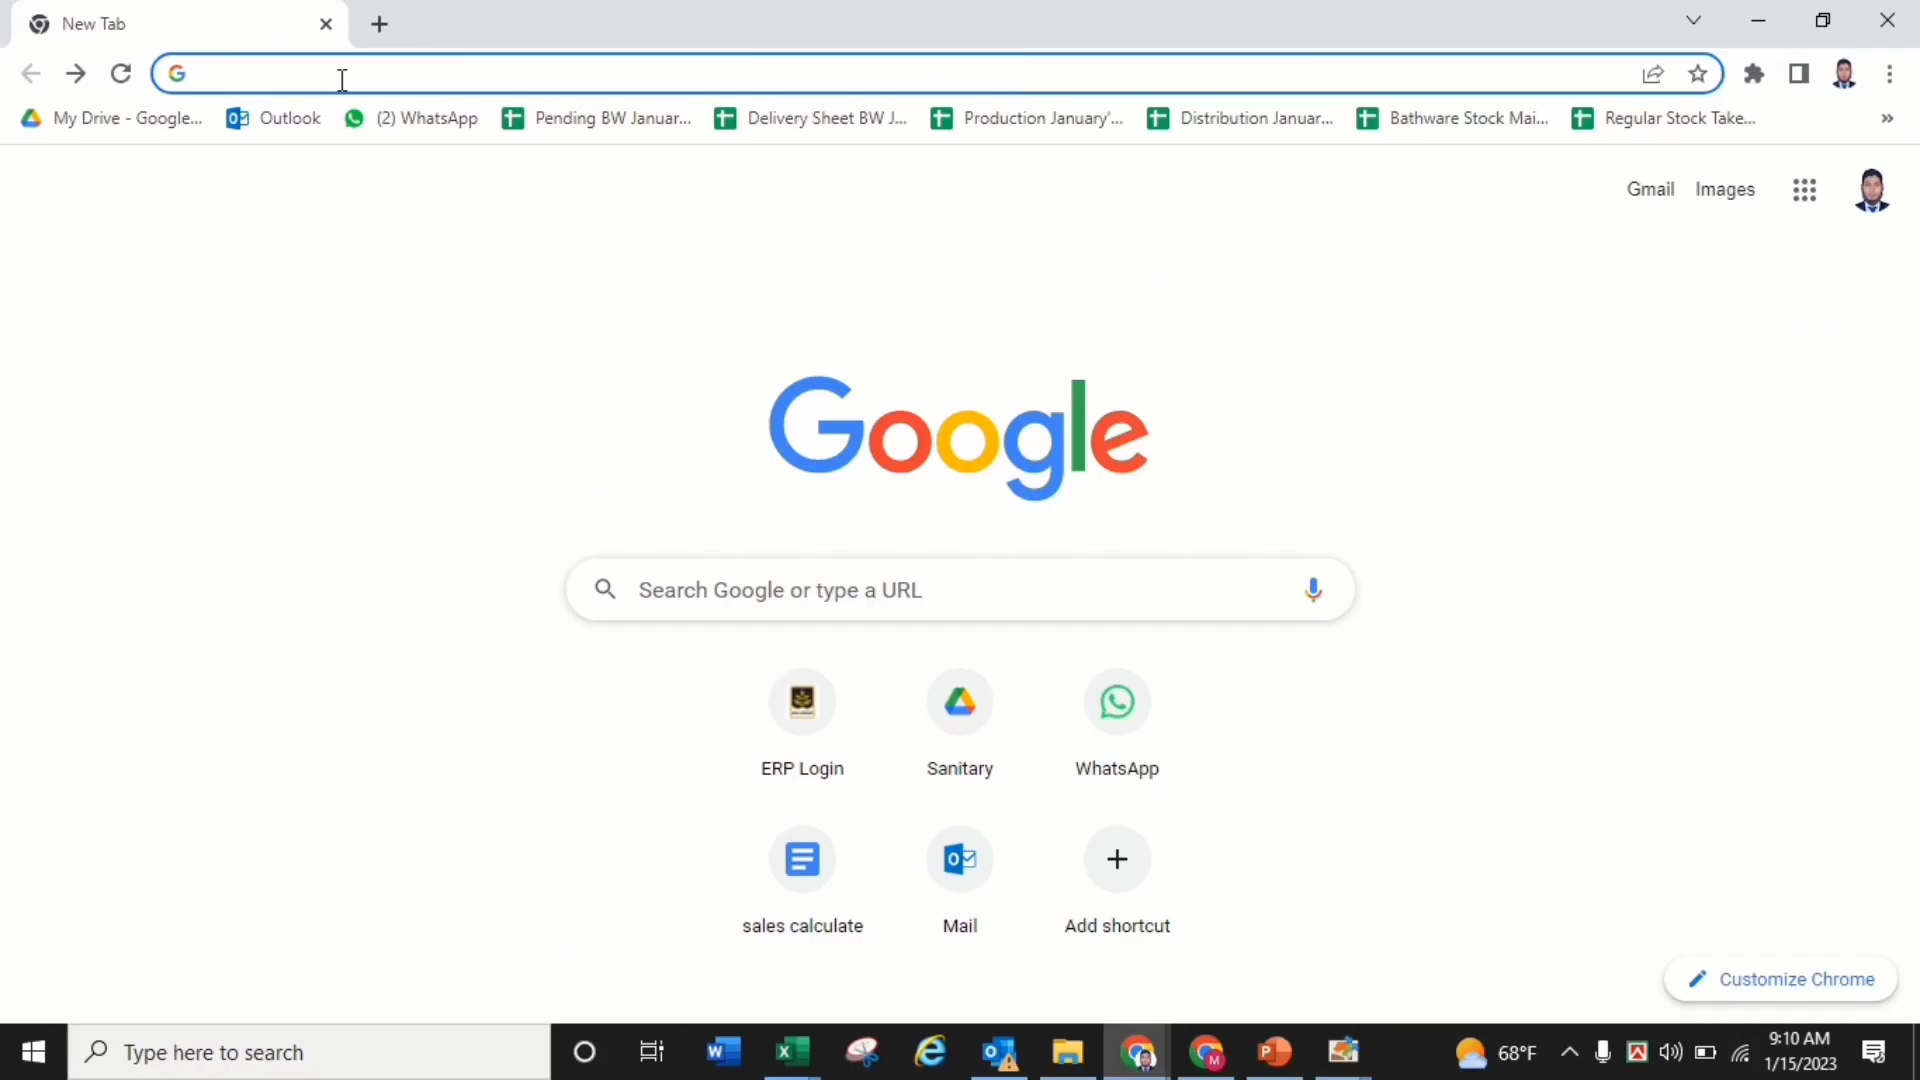 New Tab
My Drive - Google...
Outlook
(2) WhatsApp
Pending BW Januar...
Delivery Sheet BW J...
Production January'...
Distribution Januar...
Bathware Stock Mai...
Regular Stock Take...
»
Gmail
Images
Google
Search Google or type a URL
ERP Login
Sanitary
WhatsApp
sales calculate
Mail
Add shortcut
Customize Chrome
Type here to search
68°F
9:10 AM
1/15/2023